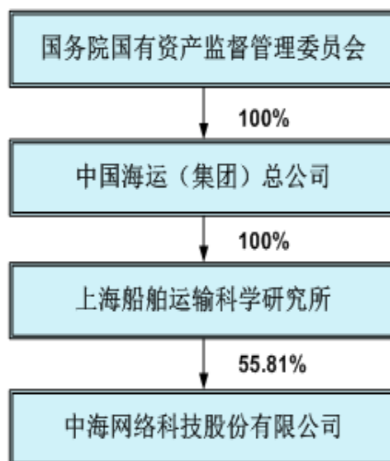 国务院国有资产监督管理委员会
100%
中国海运（集团）总公司
100%
上海船舶运输科学研究所
55.81%
中海网络科技股份有限公司